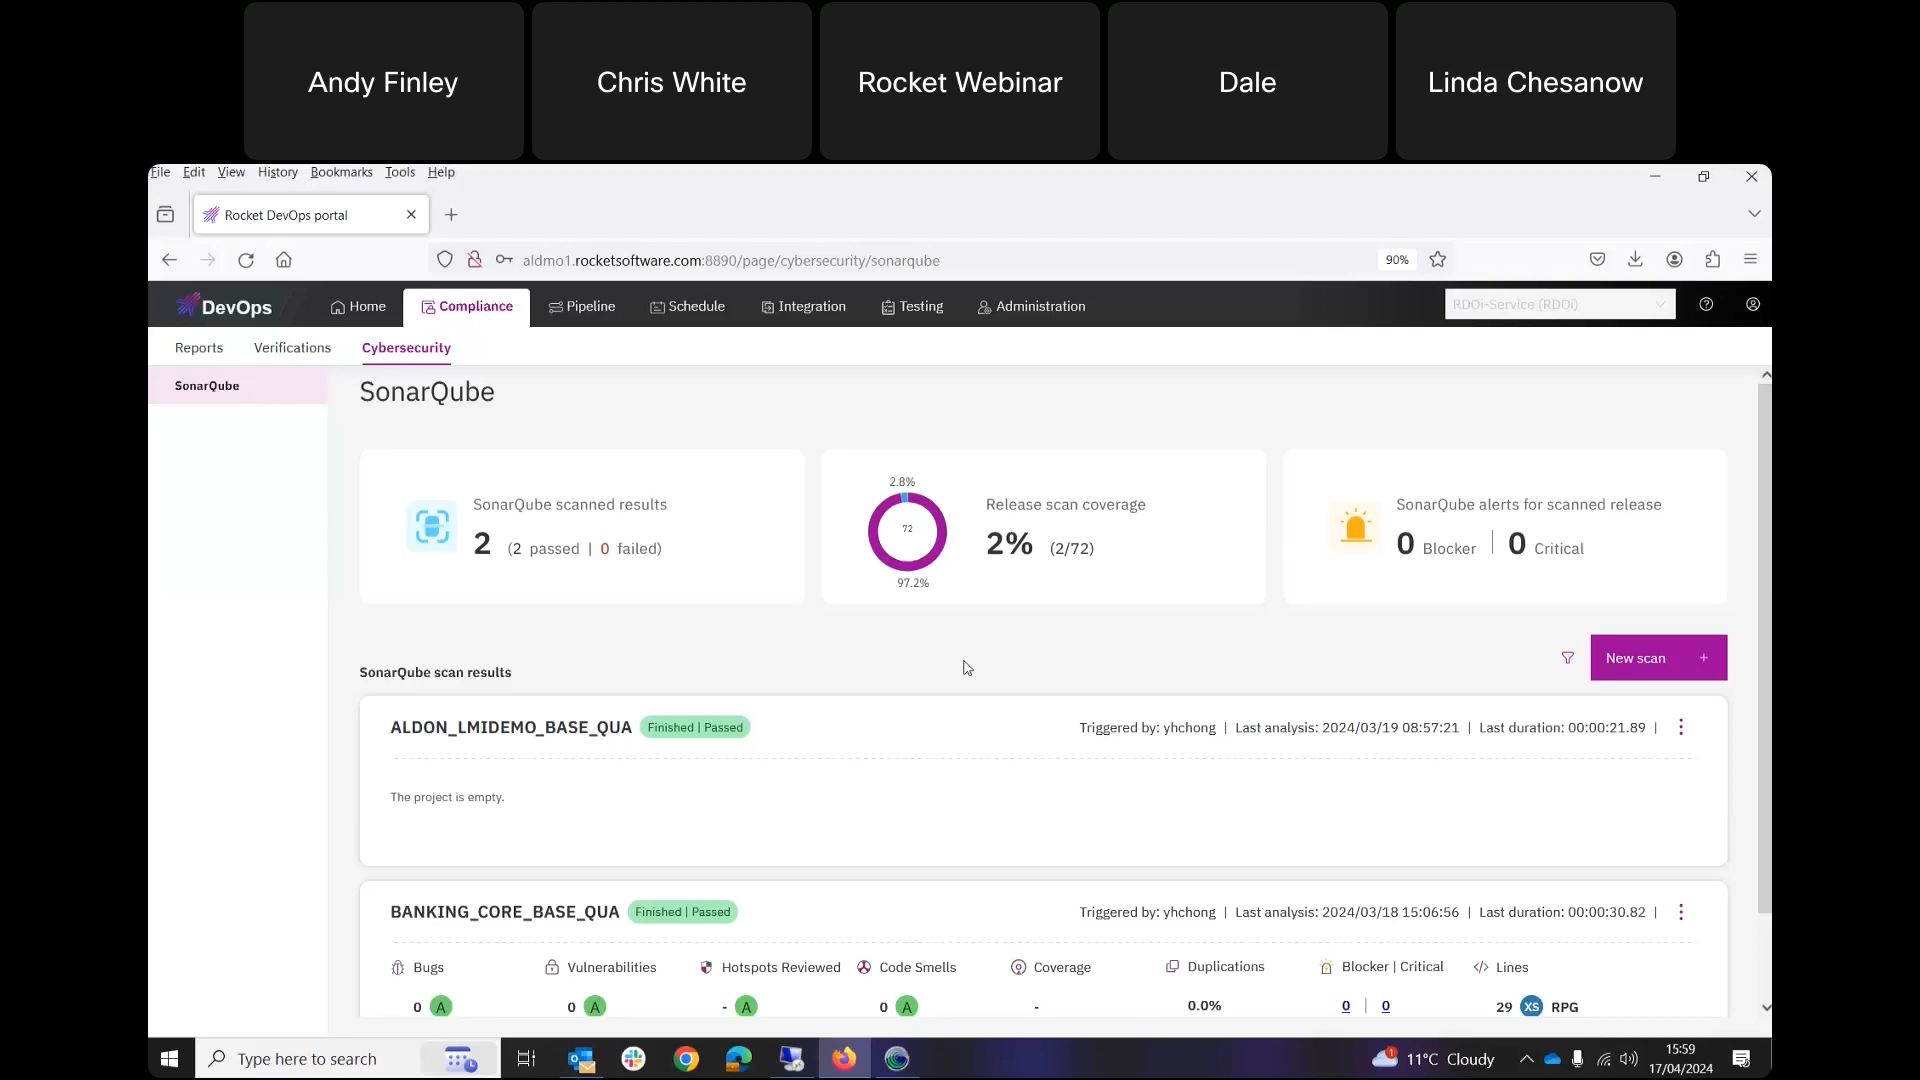 Andy Finley
Chris White
Rocket Webinar
Dale
Linda Chesanow
File Edit View History Bookmarks Tools Help
Rocket DevOps portal
aldmo1.rocketsoftware.com:8890/page/cybersecurity/sonarqube
90%
DevOps
Home
Compliance
Pipeline
Schedule
Integration
Testing
Administration
RDOi-Service (RDOi)
Reports
Verifications
Cybersecurity
SonarQube
SonarQube
SonarQube scanned results
2 (2 passed | 0 failed)
2.8%
72
97.2%
Release scan coverage
2% (2/72)
SonarQube alerts for scanned release
0 Blocker | 0 Critical
SonarQube scan results
New scan +
ALDON_LMIDEMO_BASE_QUA Finished | Passed
Triggered by: yhchong | Last analysis: 2024/03/19 08:57:21 | Last duration: 00:00:21.89 |
The project is empty.
BANKING_CORE_BASE_QUA Finished | Passed
Triggered by: yhchong | Last analysis: 2024/03/18 15:06:56 | Last duration: 00:00:30.82 |
Bugs Vulnerabilities Hotspots Reviewed Code Smells Coverage Duplications Blocker | Critical Lines
0 A 0 A - A 0 A - 0.0% 0 | 0 29 XS RPG
Type here to search
1
11°C Cloudy
15:59
17/04/2024